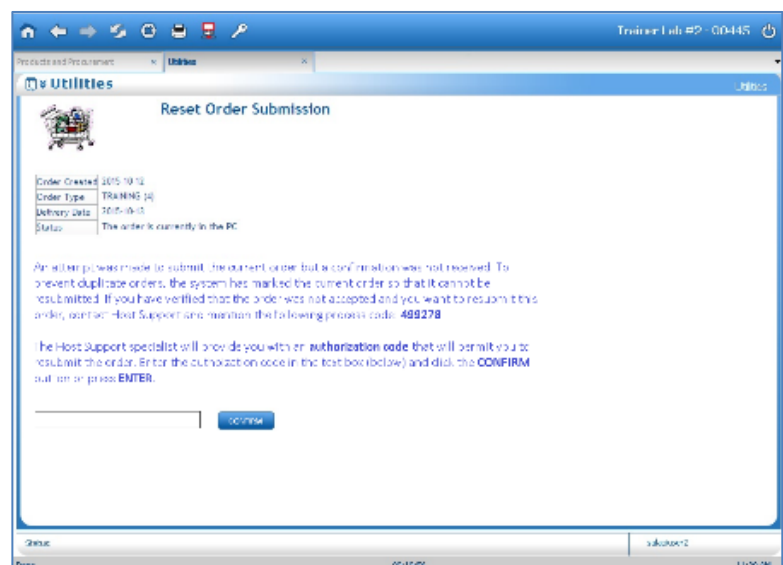 Trainer Lab #2 - 00445
Products and Procurement Utilities
Utilities Utilities
Reset Order Submission
Order Created 2015-10-12
Order Type TRAINING (4)
Delivery Date 2015-10-13
Status The order is currently in the PC
An attempt was made to submit the current order but a confirmation was not received. To
prevent duplicate orders, the system has marked the current order so that it cannot be
resubmitted. If you have verified that the order was not accepted and you want to resubmit this
order, contact Host Support and mention the following process code: 499278
The Host Support specialist will provide you with an authorization code that will permit you to
resubmit the order. Enter the authorization code in the text box (below) and click the CONFIRM
button or press ENTER.
CONFIRM
Status